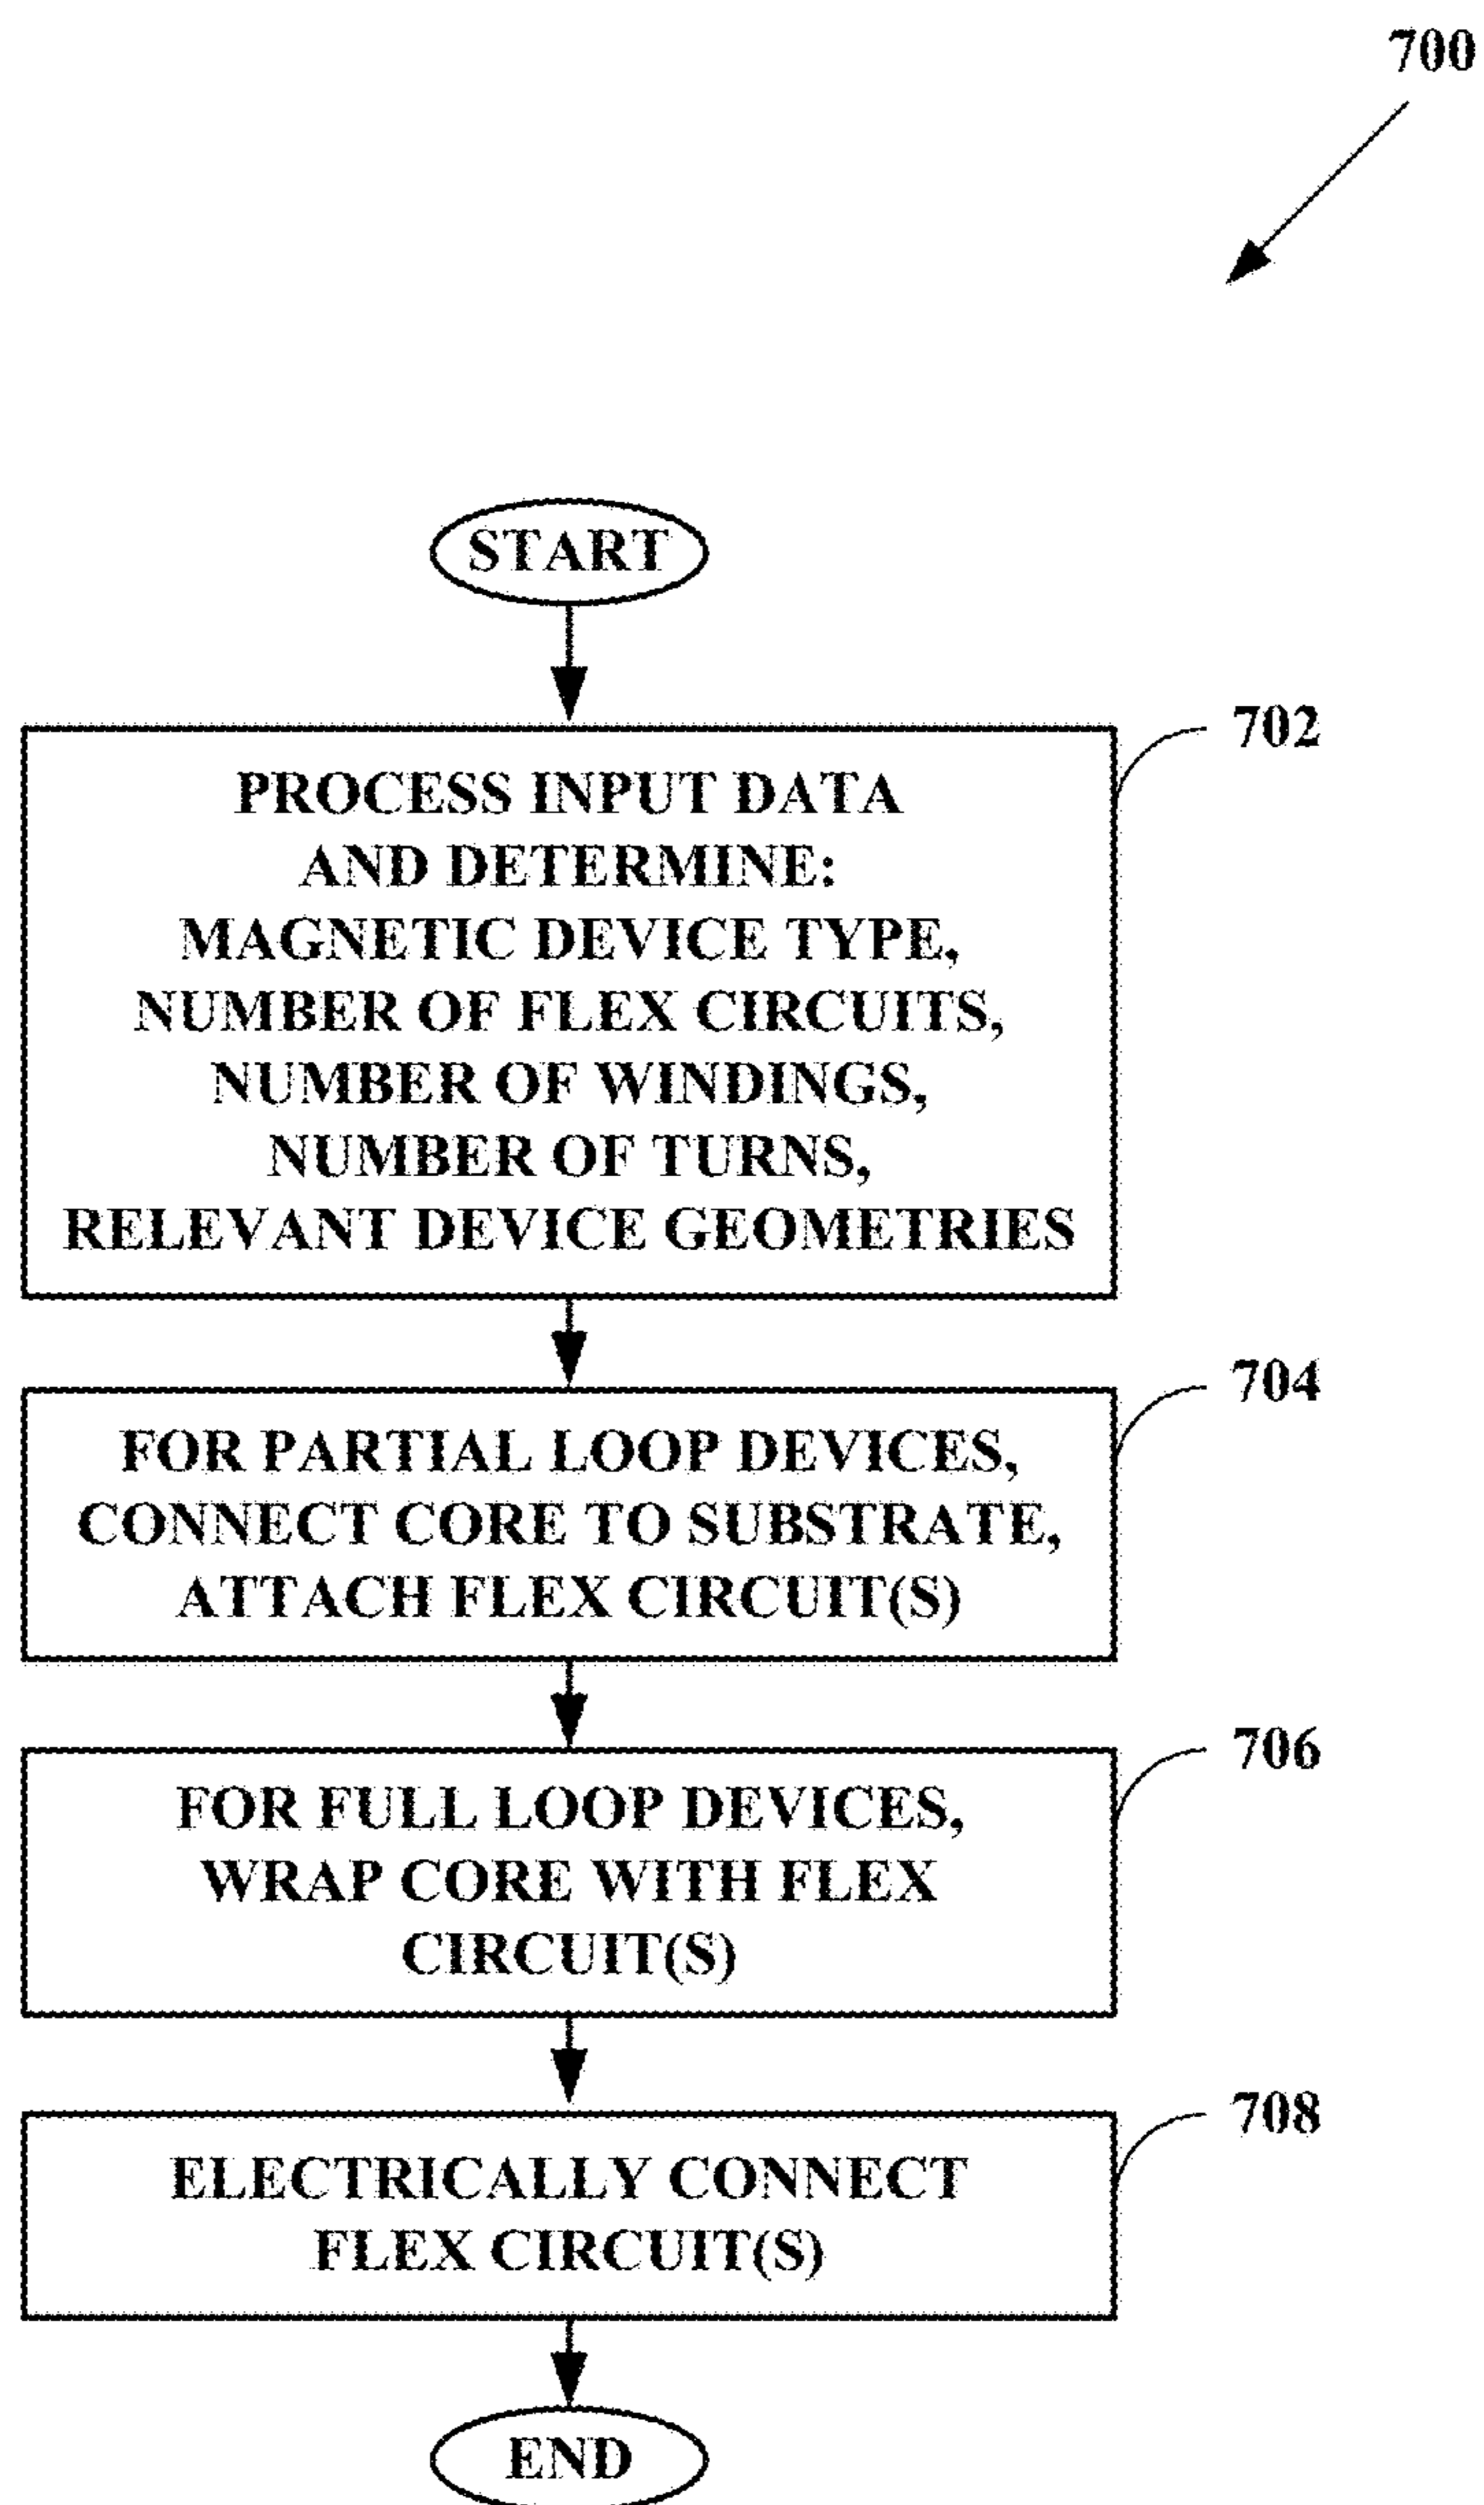 700
START
702
PROCESS INPUT DATA
AND DETERMINE:
MAGNETIC DEVICE TYPE,
NUMBER OF FLEX CIRCUITS,
NUMBER OF WINDINGS,
NUMBER OF TURNS,
RELEVANT DEVICE GEOMETRIES
704
FOR PARTIAL LOOP DEVICES,
CONNECT CORE TO SUBSTRATE,
ATTACH FLEX CIRCUIT(S)
706
FOR FULL LOOP DEVICES,
WRAP CORE WITH FLEX
CIRCUIT(S)
708
ELECTRICALLY CONNECT
FLEX CIRCUIT(S)
END